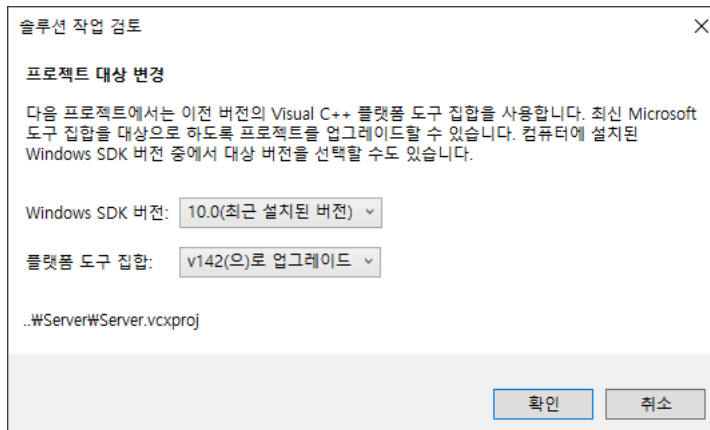 솔루션 작업 검토
프로젝트 대상 변경
다음 프로젝트에서는 이전 버전의 Visual C++ 플랫폼 도구 집합을 사용합니다. 최신 Microsoft
도구 집합을 대상으로 하도록 프로젝트를 업그레이드할 수 있습니다. 컴퓨터에 설치된
Windows SDK 버전 중에서 대상 버전을 선택할 수도 있습니다.
Windows SDK 버전: 10.0(최근 설치된 버전)
플랫폼 도구 집합: v142(으)로 업그레이드
..₩Server₩Server.vcxproj
확인 취소